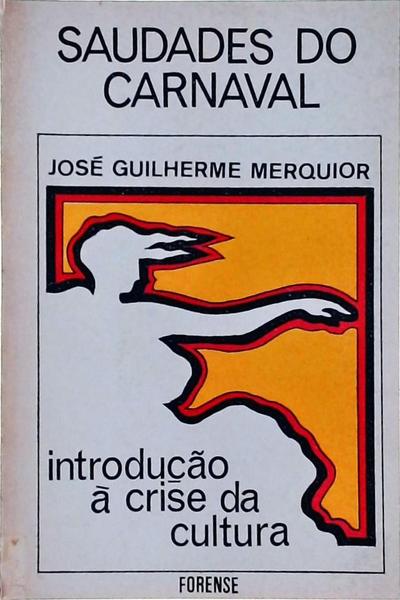 SAUDADES DO
CARNAVAL
JOSÉ GUILHERME MERQUIOR
introdução
à crise da
cultura
FORENSE